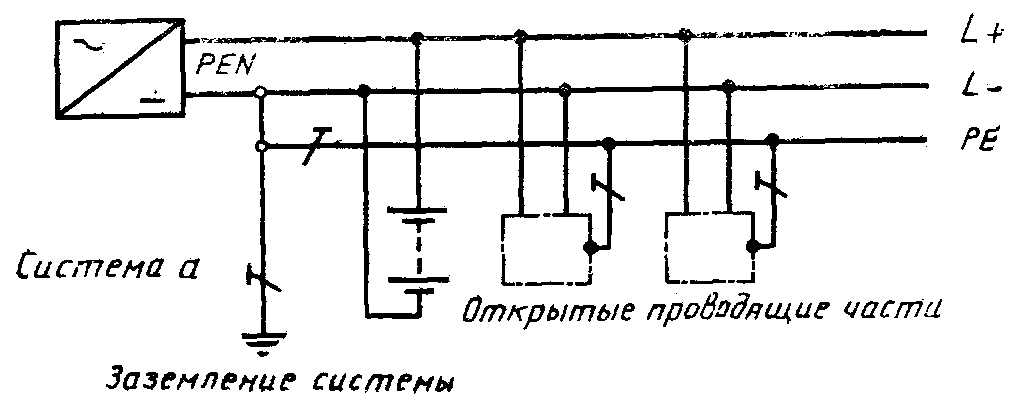 L+
PEN
L-
PE
Система а
Открытые проводящие части
Заземление системы